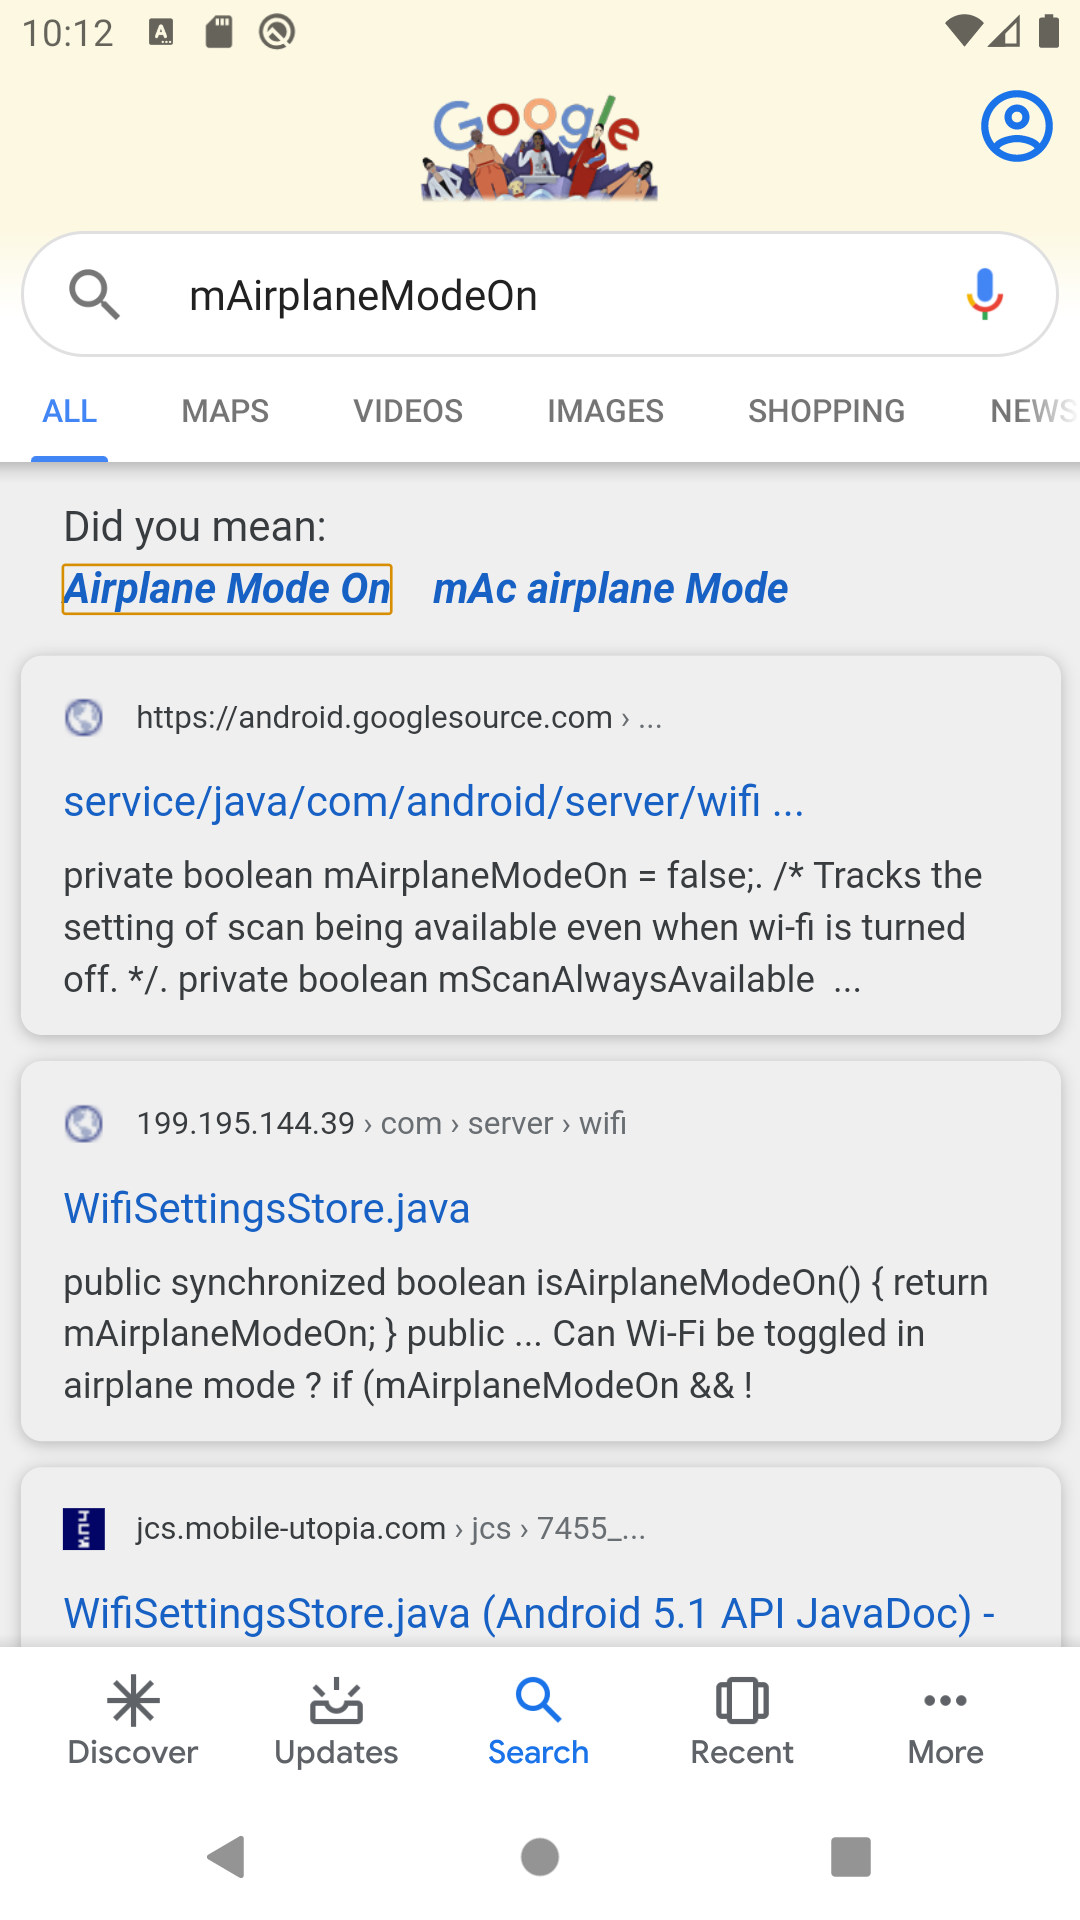 10:12
Google
mAirplaneModeOn
ALL MAPS VIDEOS IMAGES SHOPPING NEWS
Did you mean:
Airplane Mode On mAc airplane Mode
https://android.googlesource.com › ...
service/java/com/android/server/wifi ...
private boolean mAirplaneModeOn = false;. /* Tracks the
setting of scan being available even when wi-fi is turned
off. */. private boolean mScanAlwaysAvailable ...
199.195.144.39 › com › server › wifi
WifiSettingsStore.java
public synchronized boolean isAirplaneModeOn() { return
mAirplaneModeOn; } public ... Can Wi-Fi be toggled in
airplane mode ? if (mAirplaneModeOn && !
jcs.mobile-utopia.com › jcs › 7455_...
WifiSettingsStore.java (Android 5.1 API JavaDoc) -
Discover Updates Search Recent More